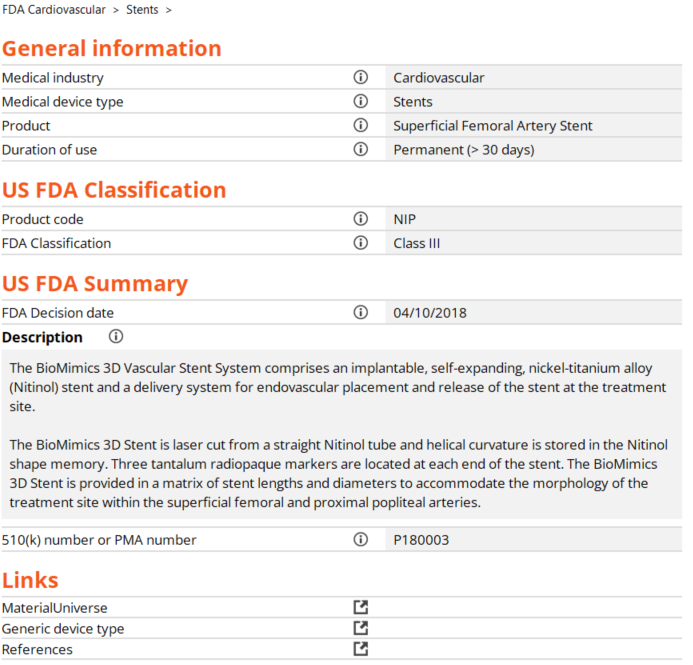 FDA Cardiovascular > Stents >
General information
Medical industry Cardiovascular
Medical device type Stents
Product Superficial Femoral Artery Stent
Duration of use Permanent (> 30 days)
US FDA Classification
Product code NIP
FDA Classification Class III
US FDA Summary
FDA Decision date 04/10/2018
Description
The BioMimics 3D Vascular Stent System comprises an implantable, self-expanding, nickel-titanium alloy
(Nitinol) stent and a delivery system for endovascular placement and release of the stent at the treatment
site.
The BioMimics 3D Stent is laser cut from a straight Nitinol tube and helical curvature is stored in the Nitinol
shape memory. Three tantalum radiopaque markers are located at each end of the stent. The BioMimics
3D Stent is provided in a matrix of stent lengths and diameters to accommodate the morphology of the
treatment site within the superficial femoral and proximal popliteal arteries.
510(k) number or PMA number P180003
Links
MaterialUniverse
Generic device type
References